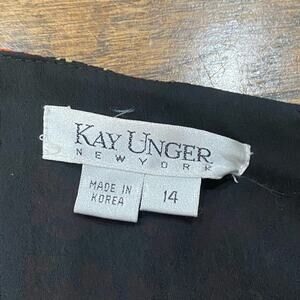 KAY UNGER
NEW YORK
MADE IN
KOREA
14